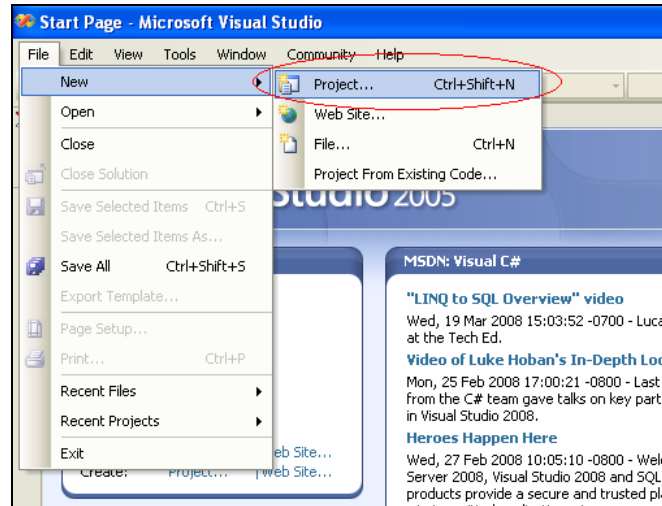 Start Page - Microsoft Visual Studio
File Edit View Tools Window Community Help
New
Project... Ctrl+Shift+N
Open
Web Site...
Close
File... Ctrl+N
Close Solution
Project From Existing Code...
Save Selected Items Ctrl+S
Studio 2005
Save Selected Items As...
Save All Ctrl+Shift+S
Export Template...
Page Setup...
Print... Ctrl+P
Recent Files
Recent Projects
Exit
eb Site...
Create: Project... | Web Site...
MSDN: Visual C#
"LINQ to SQL Overview" video
Wed, 19 Mar 2008 15:03:52 -0700 - Luca
at the Tech Ed.
Video of Luke Hoban's In-Depth Loo
Mon, 25 Feb 2008 17:00:21 -0800 - Last
from the C# team gave talks on key part
in Visual Studio 2008.
Heroes Happen Here
Wed, 27 Feb 2008 10:05:10 -0800 - Welc
Server 2008, Visual Studio 2008 and SQL
products provide a secure and trusted pla